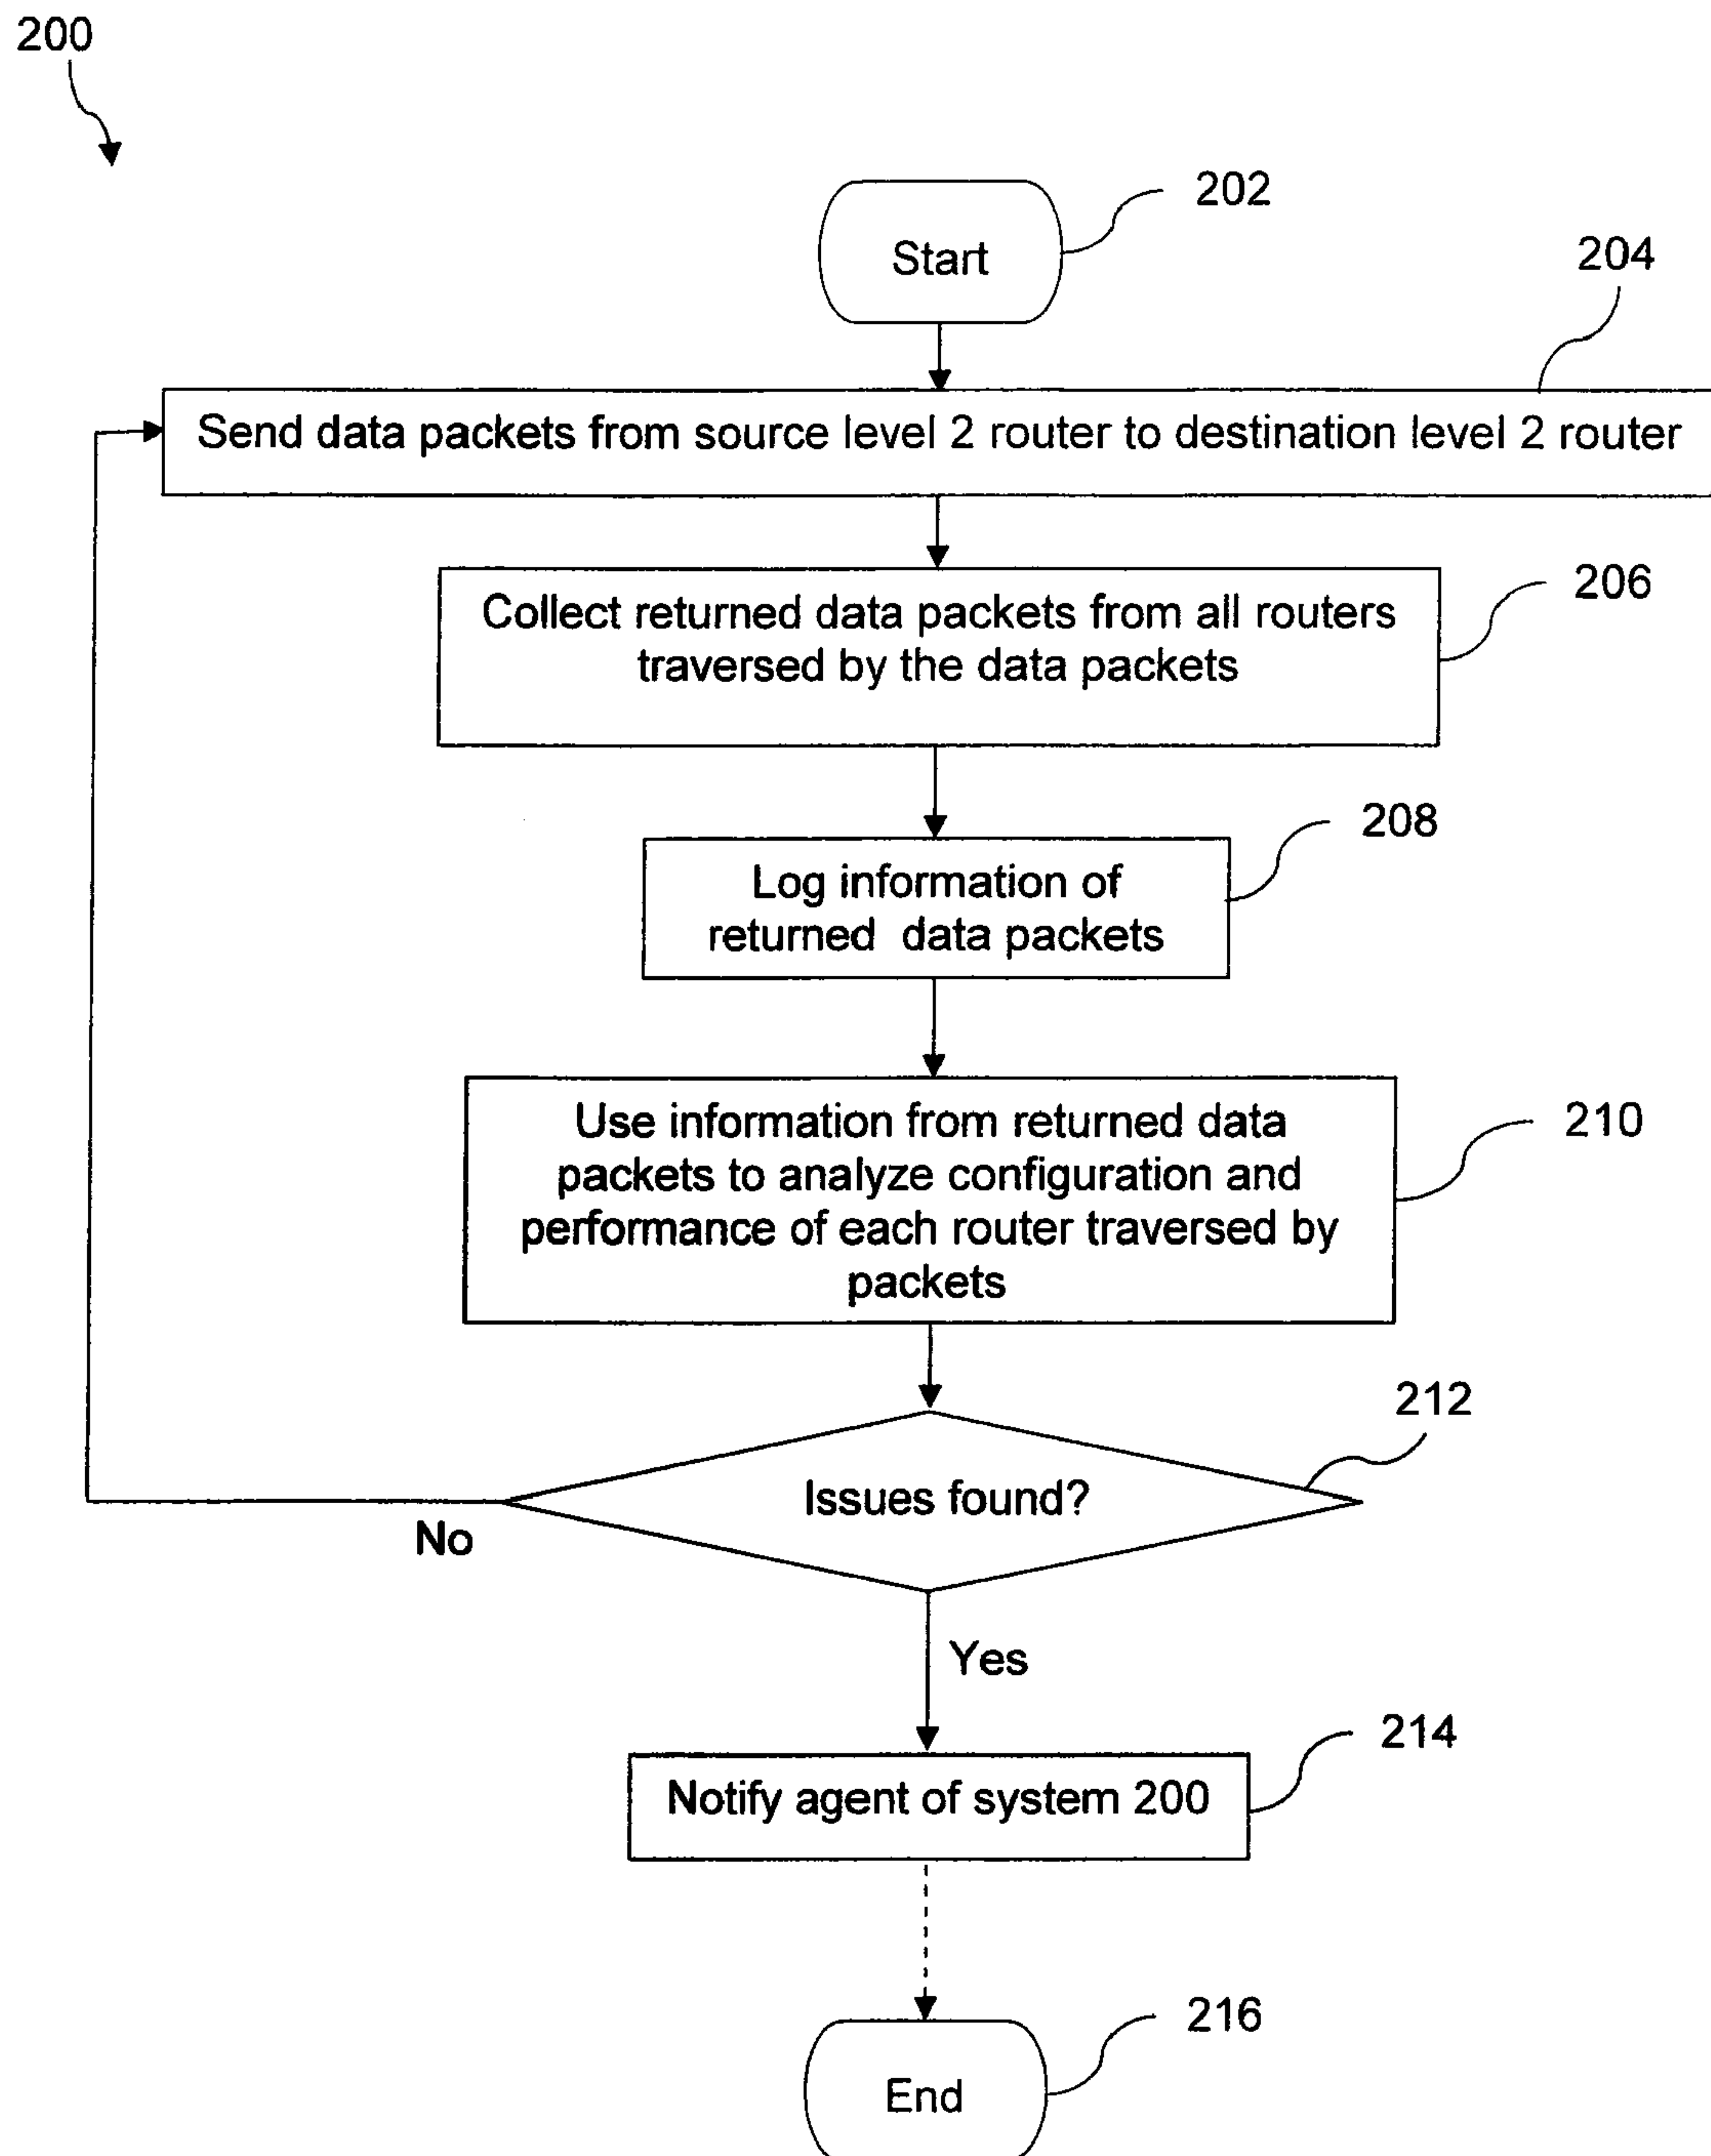 200
202
Start
204
Send data packets from source level 2 router to destination level 2 router
206
Collect returned data packets from all routers
traversed by the data packets
208
Log information of
returned data packets
210
Use information from returned data
packets to analyze configuration and
performance of each router traversed by
packets
212
Issues found?
No
Yes
214
Notify agent of system 200
216
End